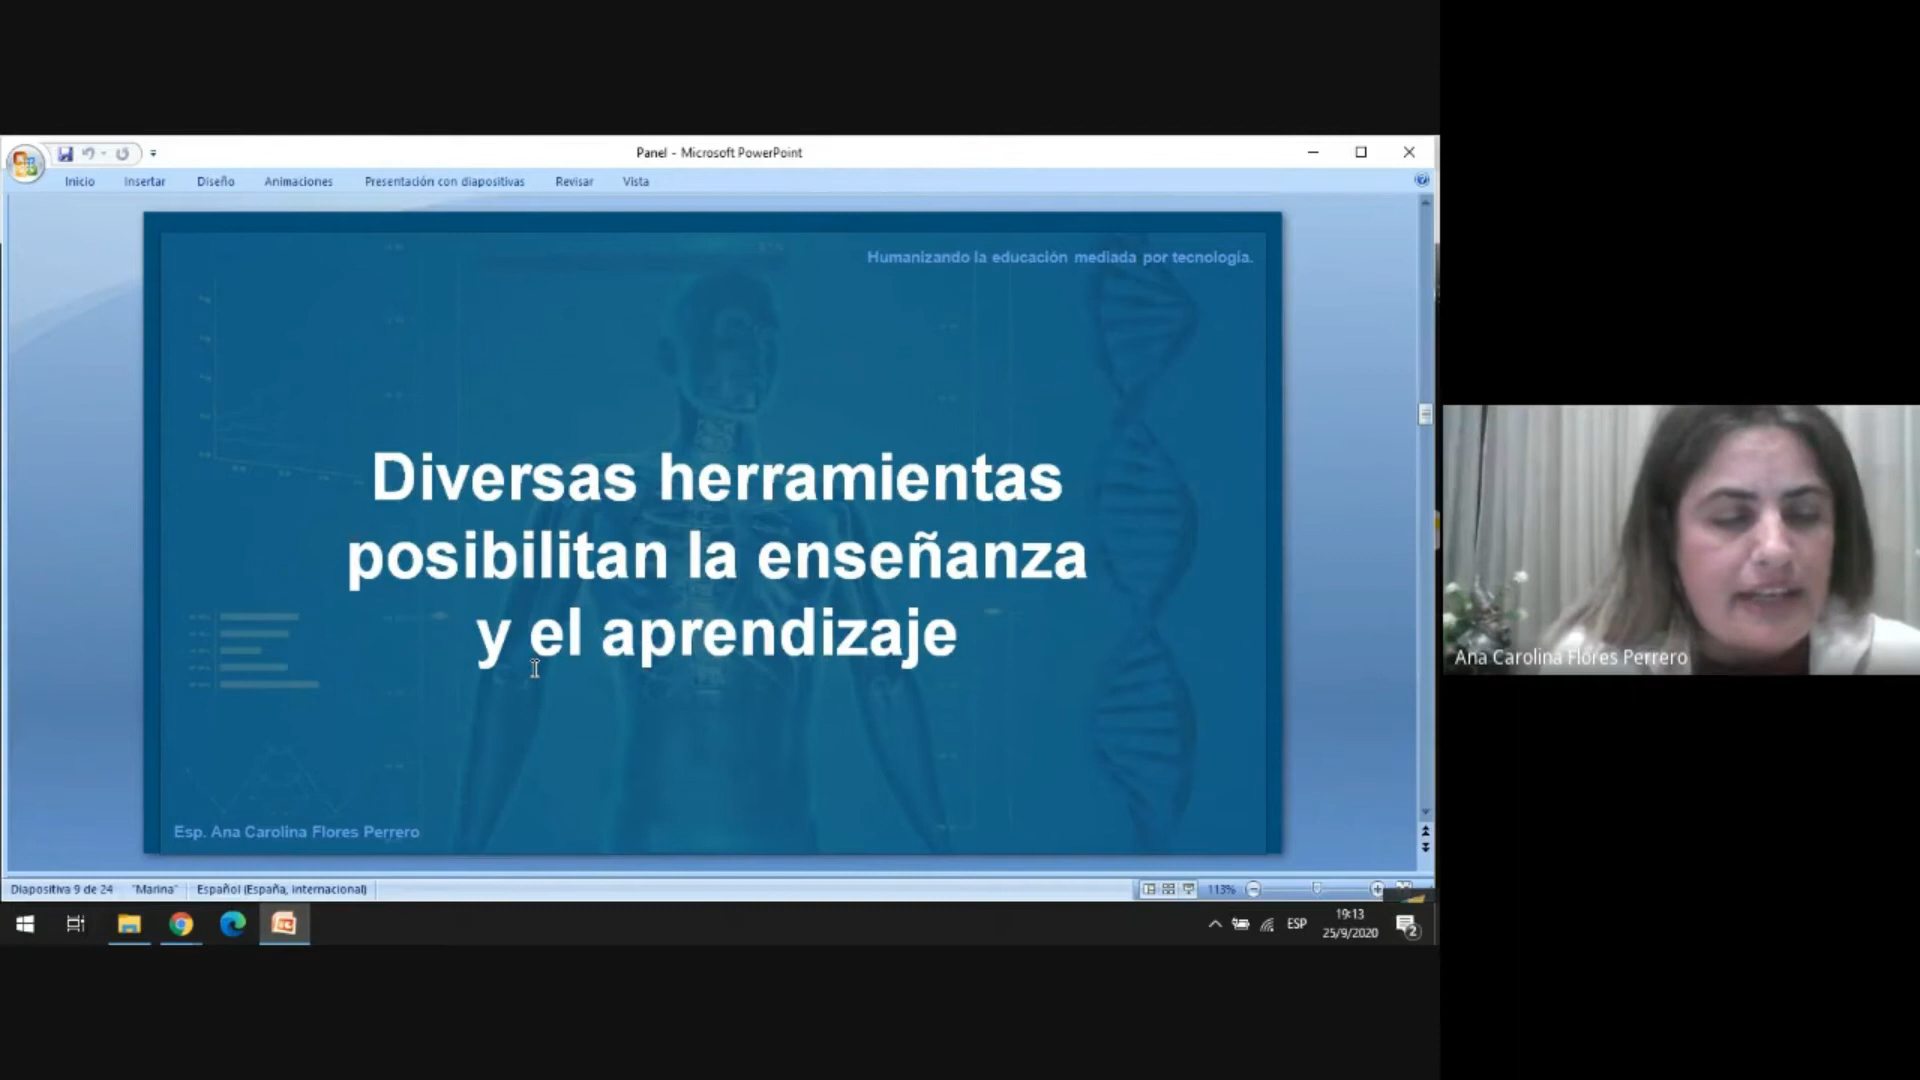 Panel - Microsoft PowerPoint
Inicio
Insertar
Diseño
Animaciones
Presentación con diapositivas
Revisar
Vista
Humanizando la educación mediada por tecnología.
Diversas herramientas
posibilitan la enseñanza
y el aprendizaje
Esp. Ana Carolina Flores Perrero
Ana Carolina Flores Perrero
Diapositiva 9 de 24
"Marina"
Español (España, internacional)
113%
ESP
19:13
25/9/2020
2